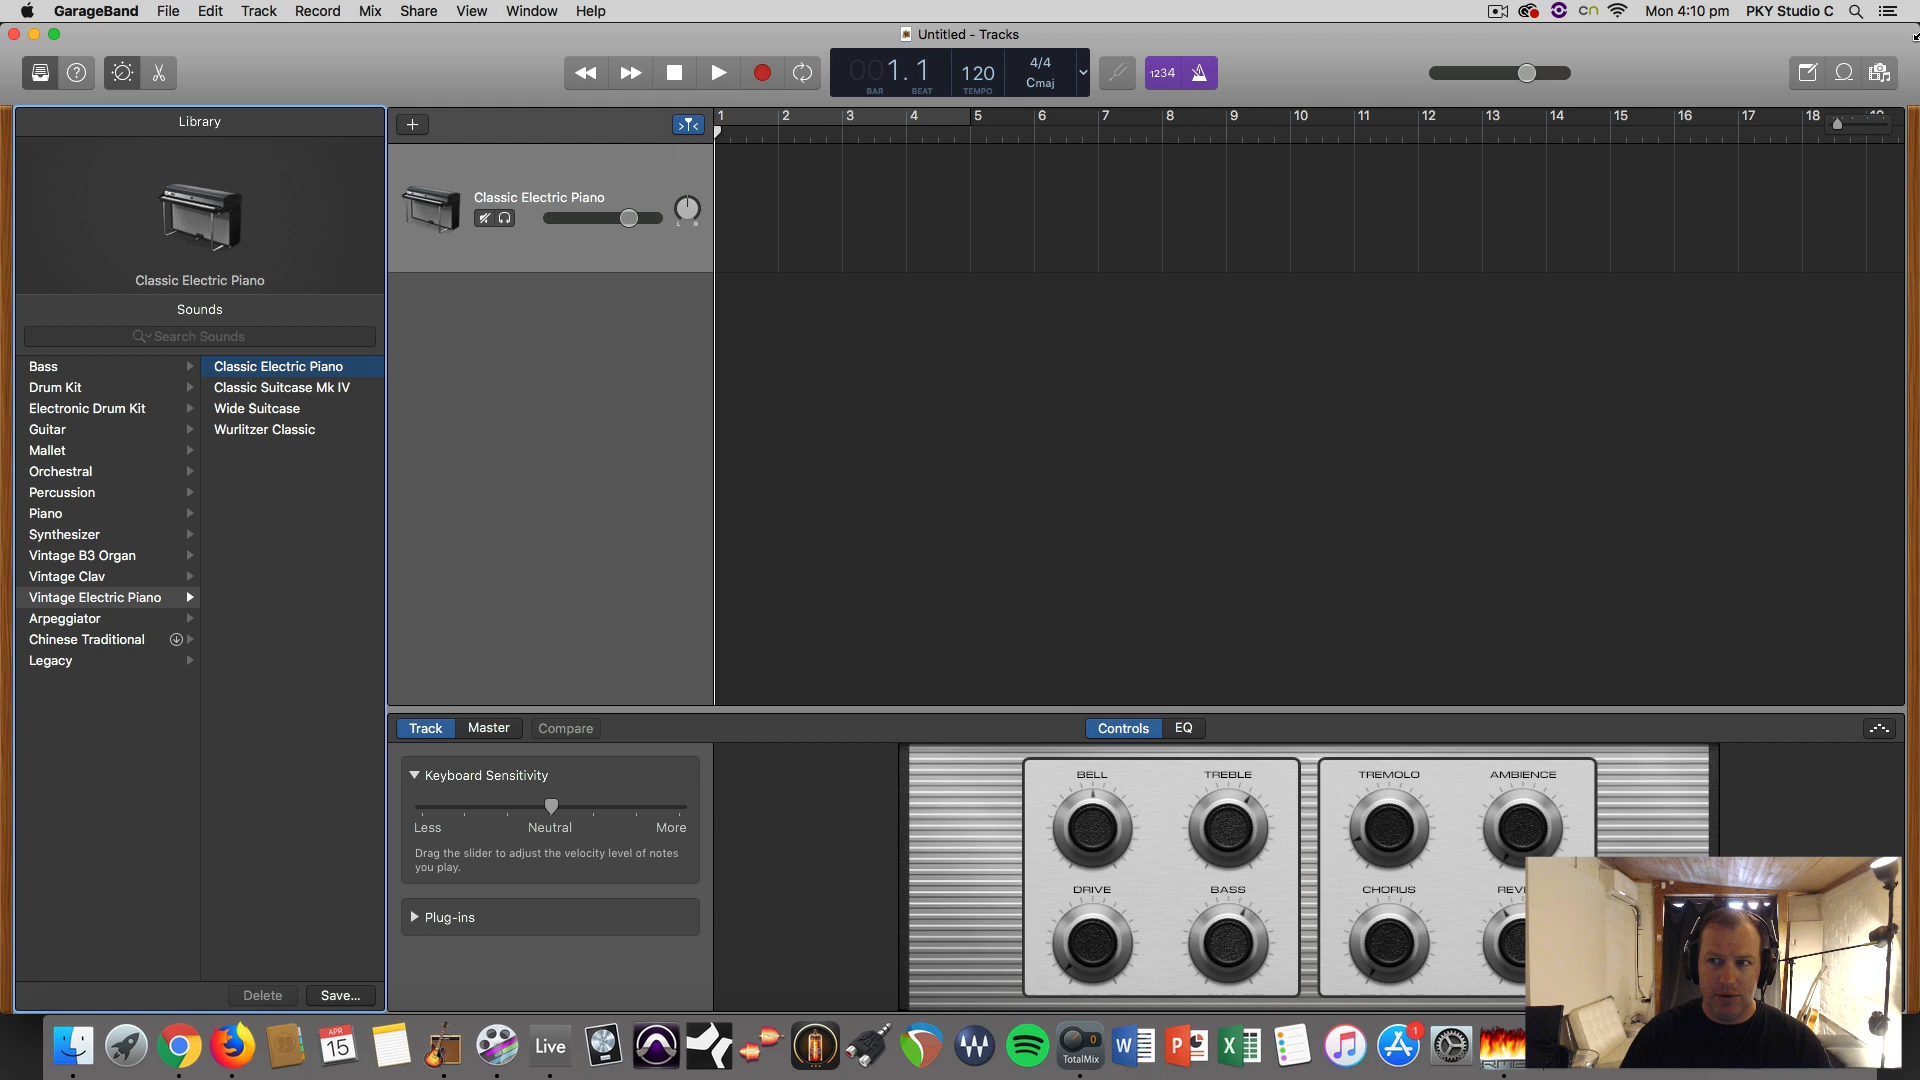 GarageBand File Edit Track Record Mix Share View Window Help
Mon 4:10 pm PKY Studio C
Untitled - Tracks
001.1
BAR BEAT
120
TEMPO
4/4
Cmaj
1234
Library
1 2 3 4 5 6 7 8 9 10 11 12 13 14 15 16 17 18
Classic Electric Piano
L R
Classic Electric Piano
Sounds
Search Sounds
Bass
Drum Kit
Electronic Drum Kit
Guitar
Mallet
Orchestral
Percussion
Piano
Synthesizer
Vintage B3 Organ
Vintage Clav
Vintage Electric Piano
Arpeggiator
Chinese Traditional
Legacy
Classic Electric Piano
Classic Suitcase Mk IV
Wide Suitcase
Wurlitzer Classic
Delete Save...
Track Master Compare
Controls EQ
Keyboard Sensitivity
Less Neutral More
Drag the slider to adjust the velocity level of notes
you play.
Plug-ins
BELL TREBLE TREMOLO AMBIENCE
DRIVE BASS CHORUS
APR
15
Live
0
TotalMix
W P X
1